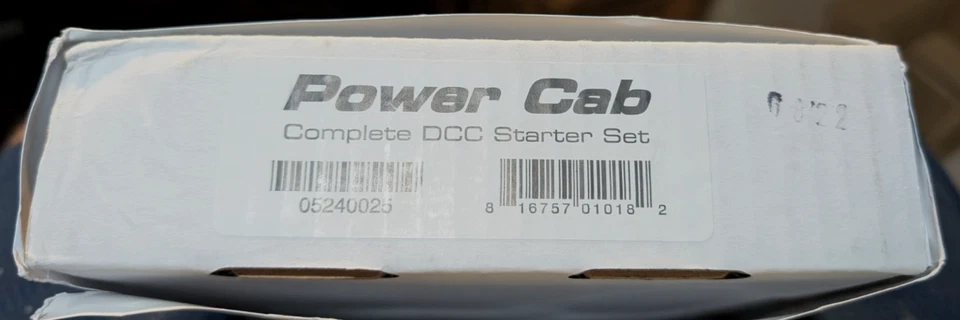 Power Cab
Complete DCC Starter Set
05240025
8 16757 01018 2